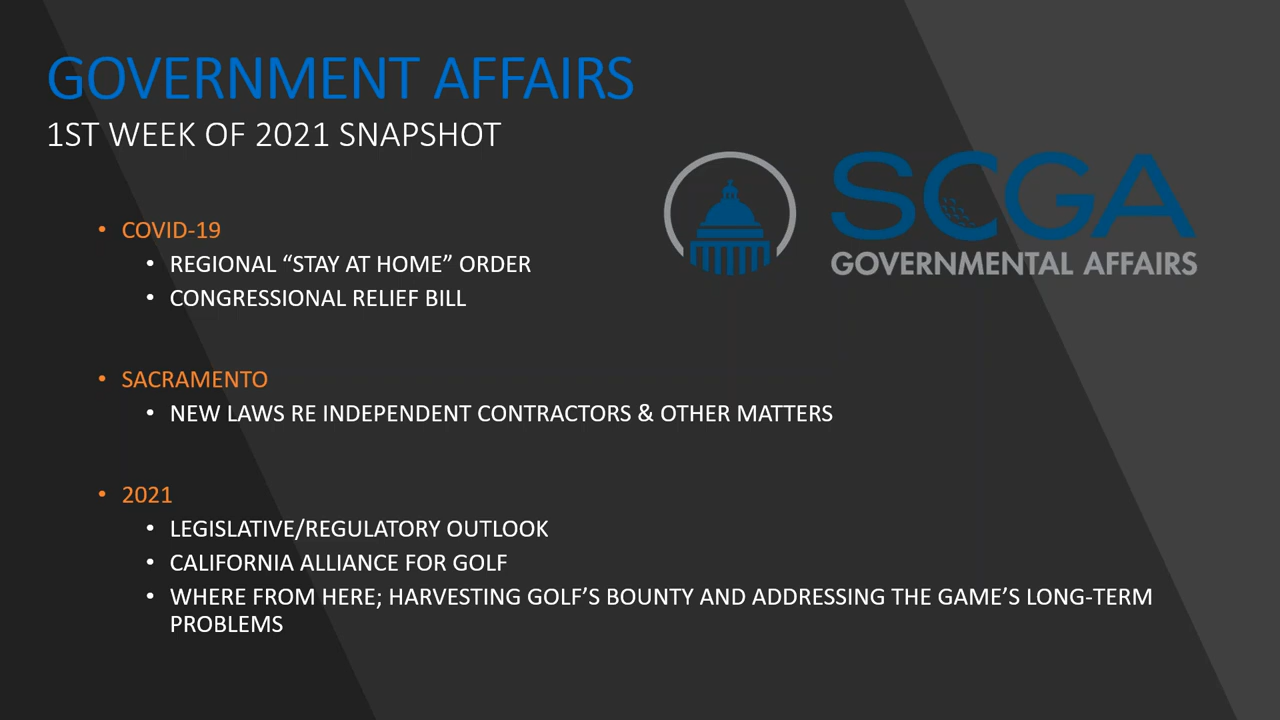 GOVERNMENT AFFAIRS
1ST WEEK OF 2021 SNAPSHOT
SCGA
GOVERNMENTAL AFFAIRS
• COVID-19
• REGIONAL “STAY AT HOME” ORDER
• CONGRESSIONAL RELIEF BILL
• SACRAMENTO
• NEW LAWS RE INDEPENDENT CONTRACTORS & OTHER MATTERS
• 2021
• LEGISLATIVE/REGULATORY OUTLOOK
• CALIFORNIA ALLIANCE FOR GOLF
• WHERE FROM HERE; HARVESTING GOLF’S BOUNTY AND ADDRESSING THE GAME’S LONG-TERM
PROBLEMS